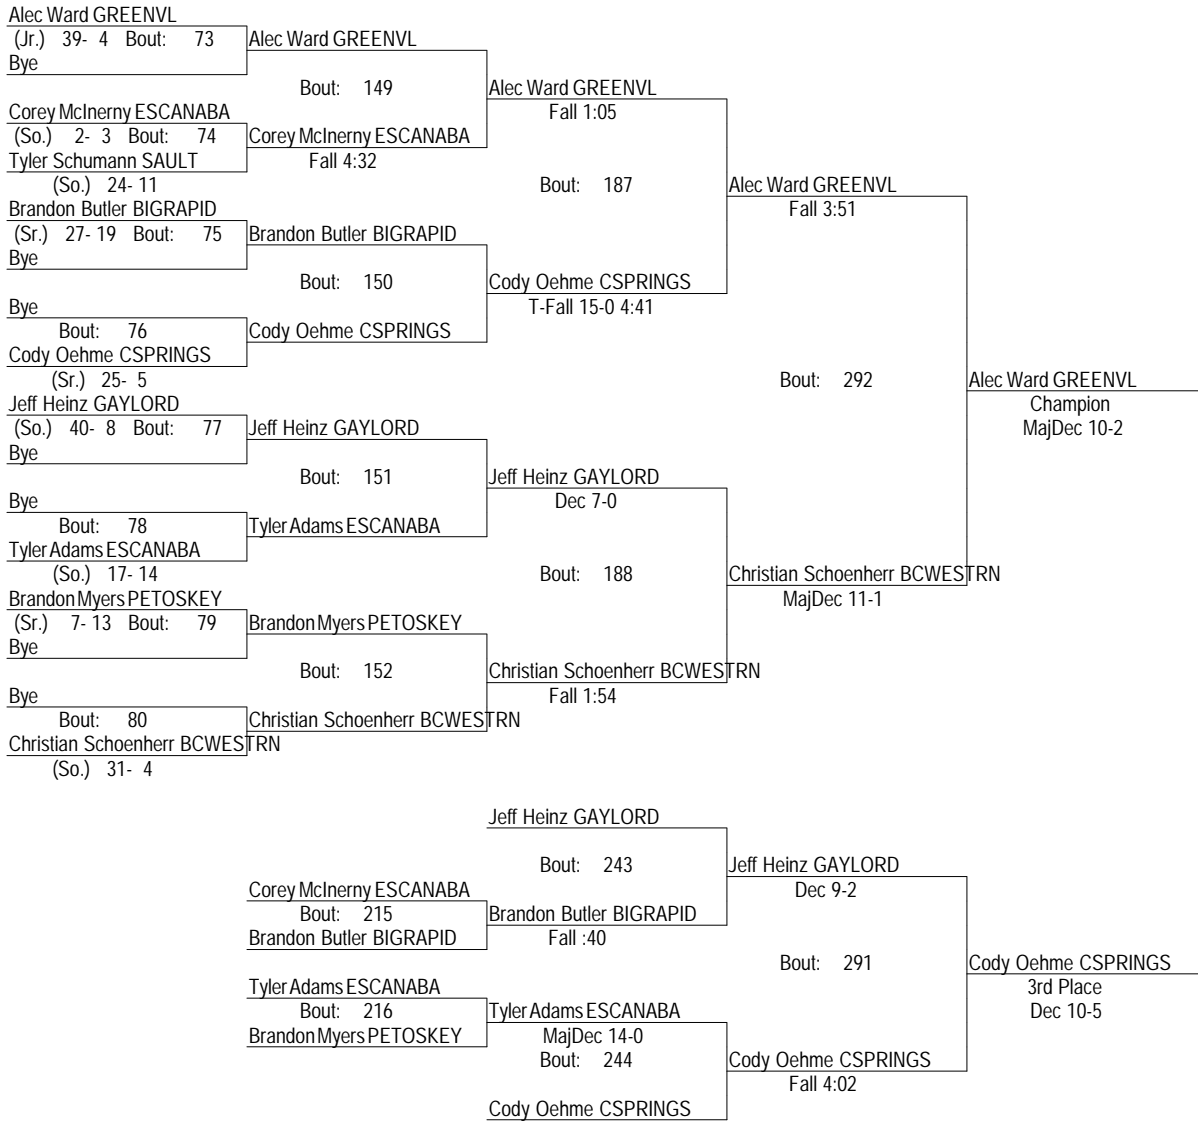 Alec Ward GREENVL
(Jr.) 39- 4 Bout: 73
Alec Ward GREENVL
Bye
Bout: 149
Alec Ward GREENVL
Corey McInerny ESCANABA
Fall 1:05
(So.) 2- 3 Bout: 74
Corey McInerny ESCANABA
Tyler Schumann SAULT
Fall 4:32
(So.) 24- 11
Bout: 187
Alec Ward GREENVL
Brandon Butler BIGRAPID
Fall 3:51
(Sr.) 27- 19 Bout: 75
Brandon Butler BIGRAPID
Bye
Bout: 150
Cody Oehme CSPRINGS
Bye
T-Fall 15-0 4:41
Bout: 76
Cody Oehme CSPRINGS
Cody Oehme CSPRINGS
(Sr.) 25- 5
Bout: 292
Alec Ward GREENVL
Jeff Heinz GAYLORD
Champion
(So.) 40- 8 Bout: 77
Jeff Heinz GAYLORD
MajDec 10-2
Bye
Bout: 151
Jeff Heinz GAYLORD
Bye
Dec 7-0
Bout: 78
Tyler Adams ESCANABA
Tyler Adams ESCANABA
(So.) 17- 14
Bout: 188
Christian Schoenherr BCWESTRN
Brandon Myers PETOSKEY
MajDec 11-1
(Sr.) 7- 13 Bout: 79
Brandon Myers PETOSKEY
Bye
Bout: 152
Christian Schoenherr BCWESTRN
Bye
Fall 1:54
Bout: 80
Christian Schoenherr BCWESTRN
Christian Schoenherr BCWESTRN
(So.) 31- 4
Jeff Heinz GAYLORD
Bout: 243
Jeff Heinz GAYLORD
Corey McInerny ESCANABA
Dec 9-2
Bout: 215
Brandon Butler BIGRAPID
Brandon Butler BIGRAPID
Fall :40
Bout: 291
Cody Oehme CSPRINGS
Tyler Adams ESCANABA
3rd Place
Bout: 216
Tyler Adams ESCANABA
Dec 10-5
Brandon Myers PETOSKEY
MajDec 14-0
Bout: 244
Cody Oehme CSPRINGS
Fall 4:02
Cody Oehme CSPRINGS